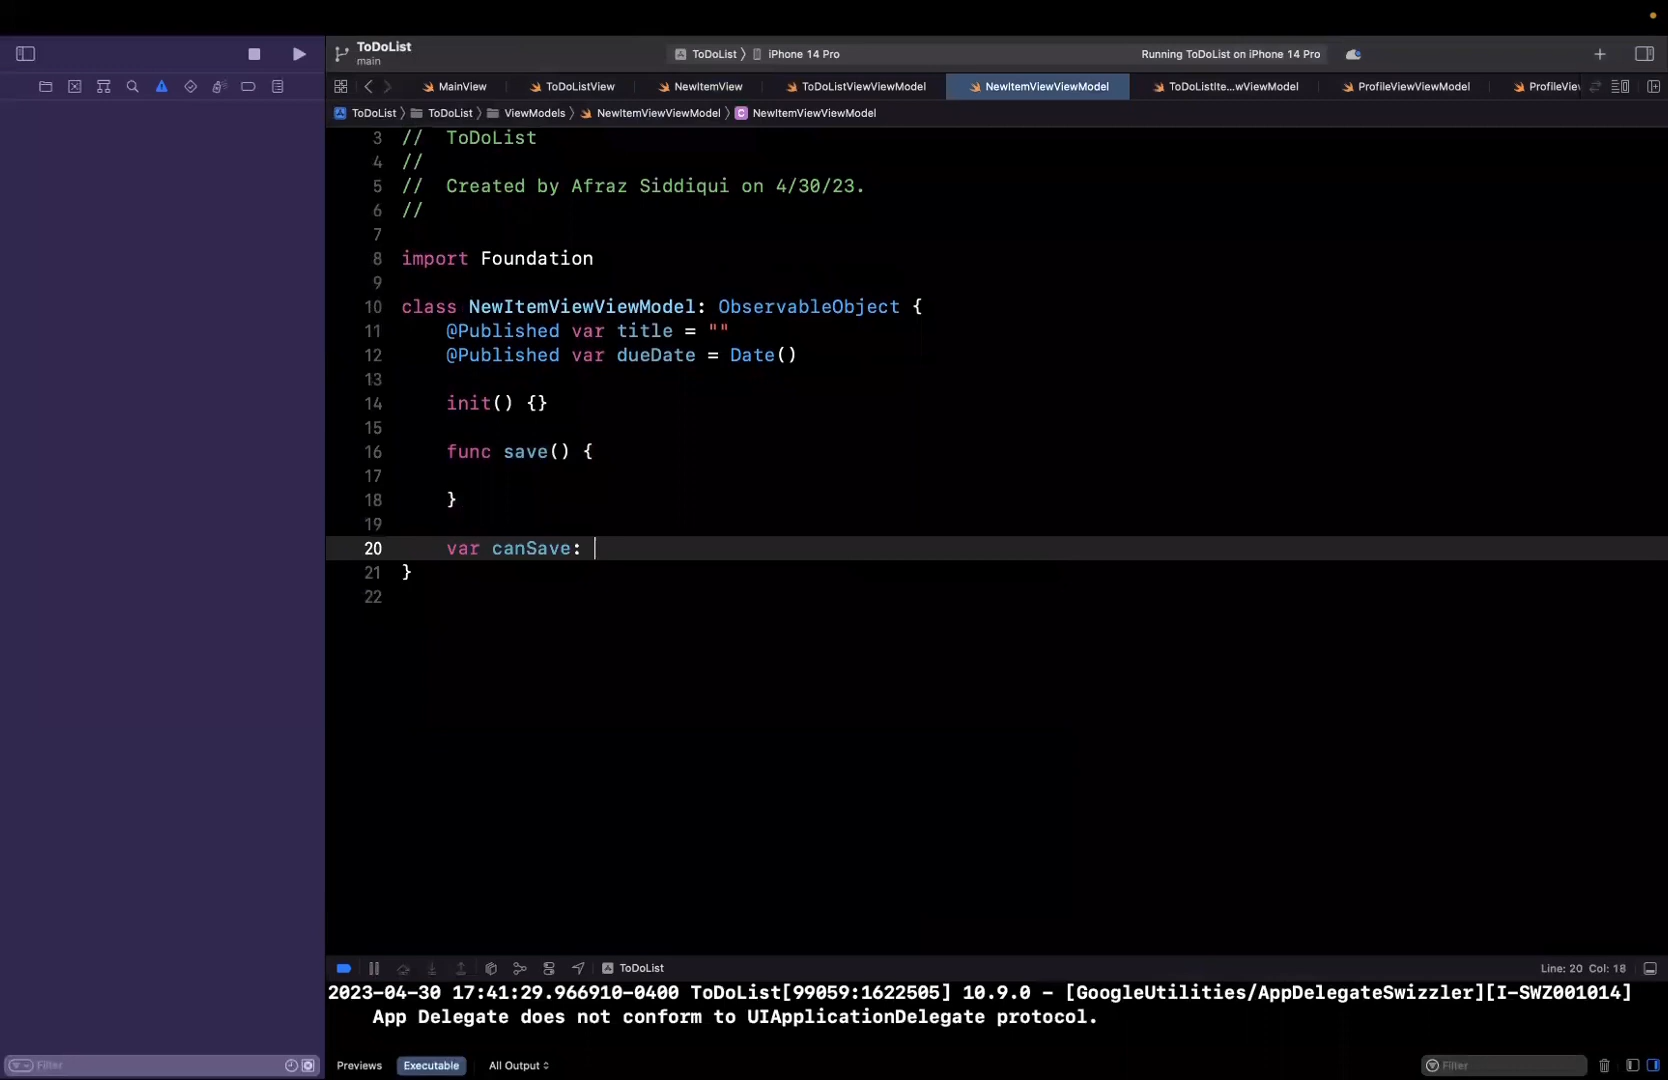 ToDoList
main
ToDoList 〉 iPhone 14 Pro
Running ToDoList on iPhone 14 Pro
MainView
ToDoListView
NewItemView
ToDoListViewViewModel
NewItemViewViewModel
ToDoListIte...wViewModel
ProfileViewViewModel
ProfileViev
ToDoList 〉 ToDoList 〉 ViewModels 〉 NewItemViewViewModel 〉 NewItemViewViewModel
3 // ToDoList
4 //
5 // Created by Afraz Siddiqui on 4/30/23.
6 //
7
8 import Foundation
9
10 class NewItemViewViewModel: ObservableObject {
11 @Published var title = ""
12 @Published var dueDate = Date()
13
14 init() {}
15
16 func save() {
17
18 }
19
20 var canSave:
21 }
22
ToDoList
Line: 20 Col: 18
2023-04-30 17:41:29.966910-0400 ToDoList[99059:1622505] 10.9.0 - [GoogleUtilities/AppDelegateSwizzler][I-SWZ001014]
App Delegate does not conform to UIApplicationDelegate protocol.
Filter
Previews
Executable
All Output
Filter